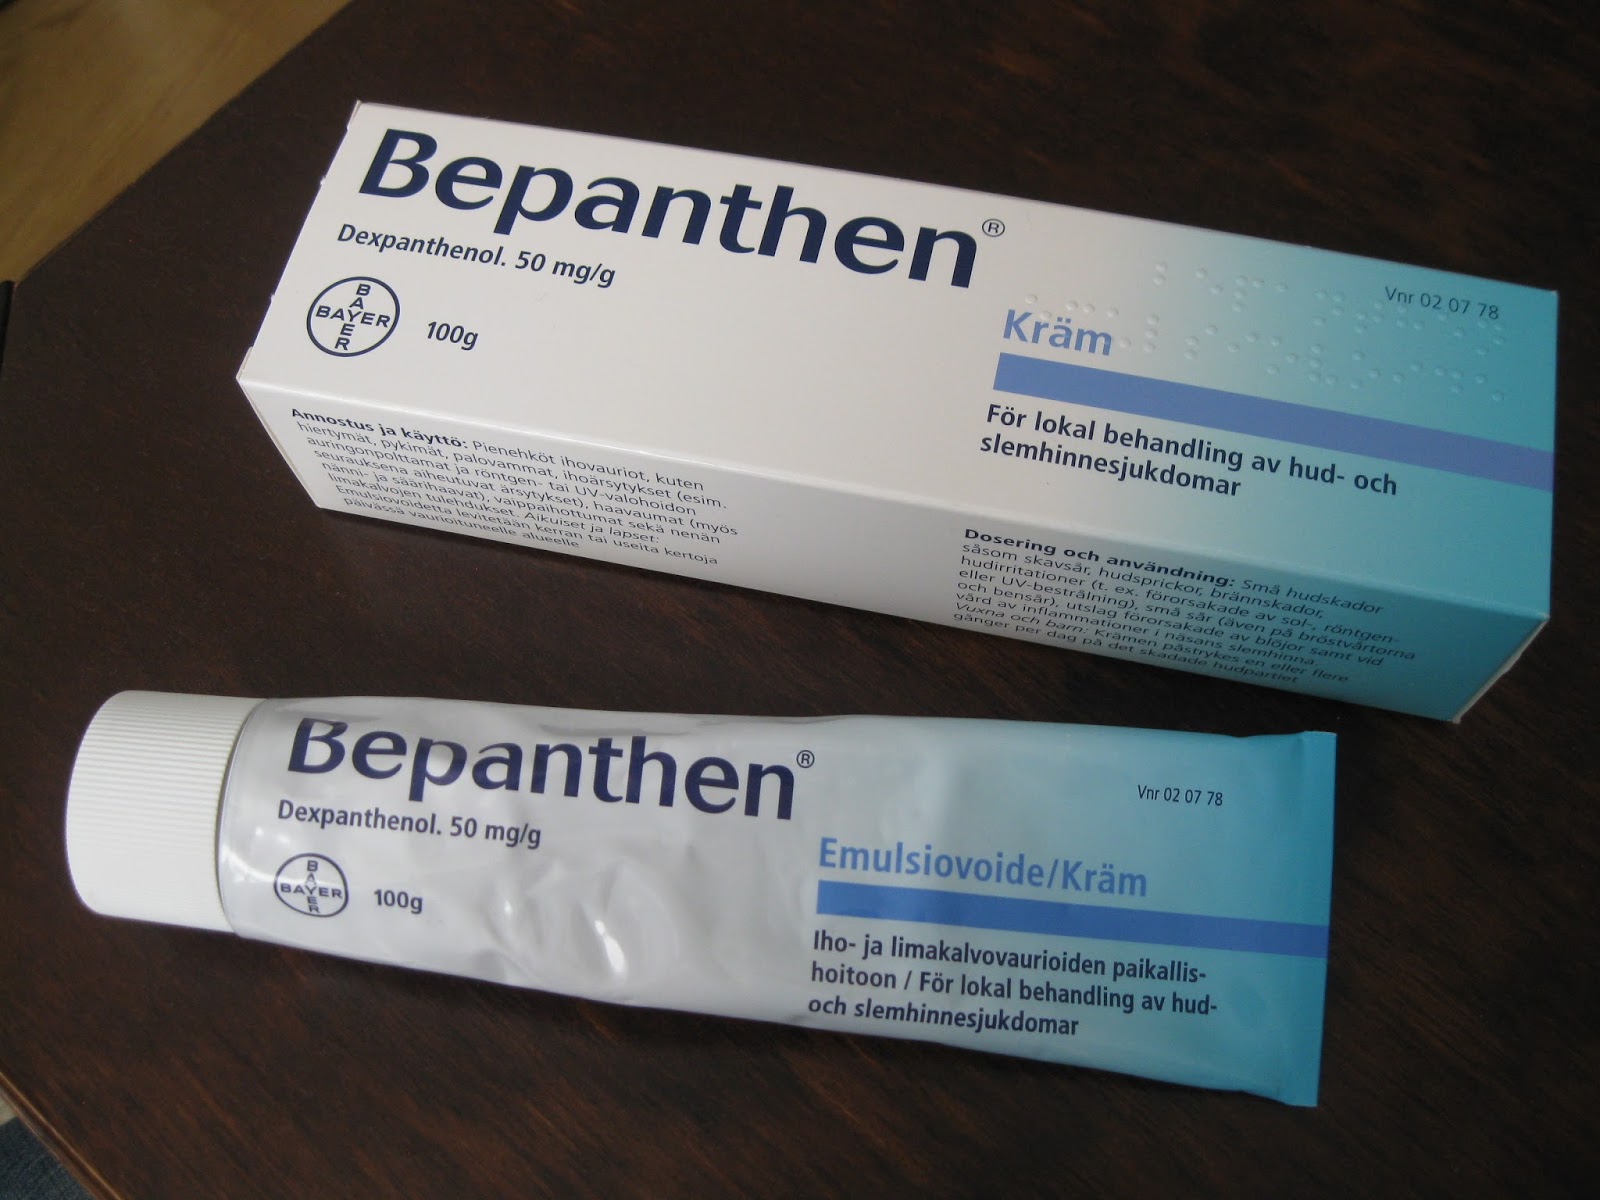 Bepanthen®
Dexpanthenol. 50 mg/g
BAYER
BAYER
100g
Vnr 02 07 78
Kräm
För lokal behandling av hud- och
slemhinnesjukdomar
Annostus ja käyttö: Pienehköt ihovauriot, kuten
hiertymät, pykimät, palovammat, ihoärsytykset (esim.
auringonpolttamat ja röntgen- tai UV-valohoidon
seurauksena aiheutuvat ärsytykset), haavaumat (myös
nänni- ja säärihaavat), vaippaihottumat sekä nenän
limakalvojen tulehdukset. Aikuiset ja lapset:
Emulsiovoidetta levitetään kerran tai useita kertoja
päivässä vaurioituneelle alueelle
Dosering och användning: Små hudskador
såsom skavsår, hudsprickor, brännskador,
hudirritationer (t. ex. förorsakade av sol-, röntgen-
eller UV-bestrålning), små sår (även på bröstvårtorna
och bensår), utslag förorsakade av blöjor samt vid
vård av inflammationer i näsans slemhinna.
Vuxna och barn: Krämen påstrykes en eller flere
gånger per dag på det skadade hudpartiet
Bepanthen®
Dexpanthenol. 50 mg/g
BAYER
BAYER
100g
Vnr 02 07 78
Emulsiovoide/Kräm
Iho- ja limakalvovaurioiden paikallis-
hoitoon / För lokal behandling av hud-
och slemhinnesjukdomar